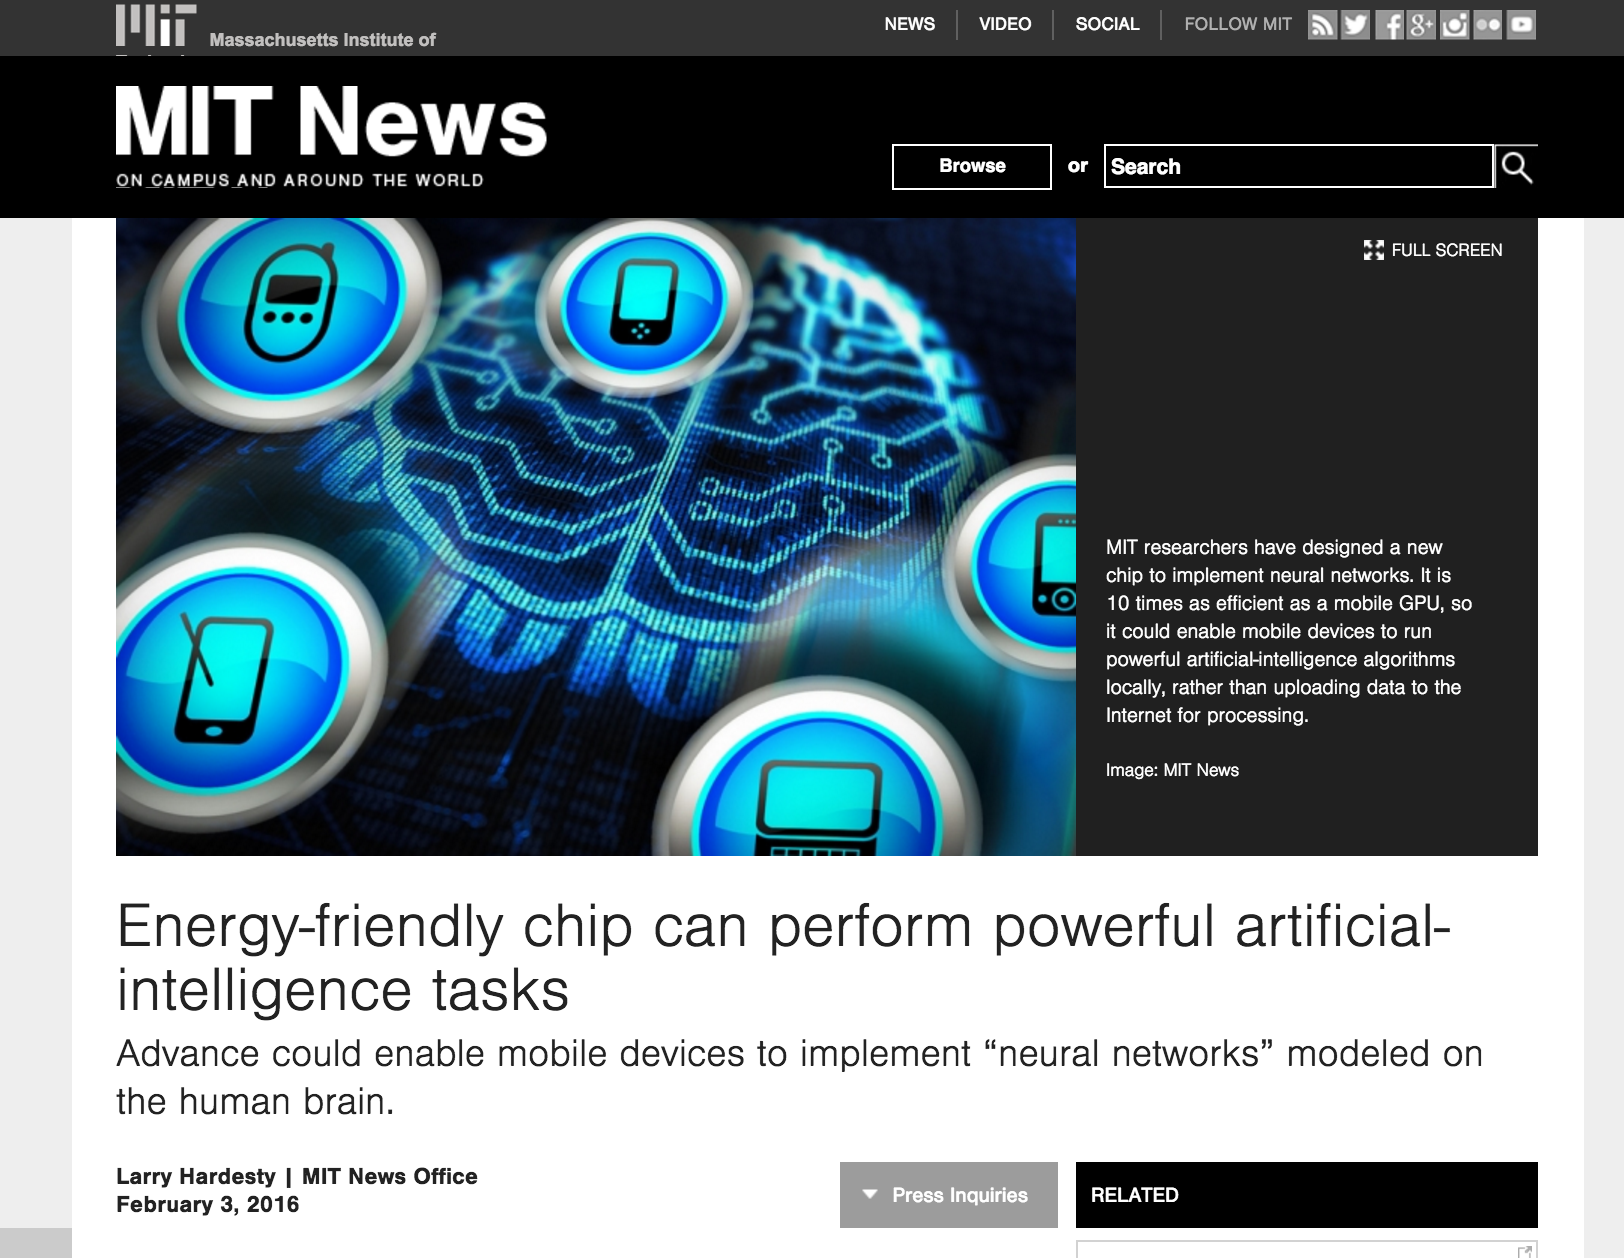 MIT Massachusetts Institute of
NEWS VIDEO SOCIAL FOLLOW MIT
MIT News
ON CAMPUS AND AROUND THE WORLD
Browse or Search
FULL SCREEN
MIT researchers have designed a new
chip to implement neural networks. It is
10 times as efficient as a mobile GPU, so
it could enable mobile devices to run
powerful artificial-intelligence algorithms
locally, rather than uploading data to the
Internet for processing.
Image: MIT News
Energy-friendly chip can perform powerful artificial-
intelligence tasks
Advance could enable mobile devices to implement “neural networks” modeled on
the human brain.
Larry Hardesty | MIT News Office
February 3, 2016
Press Inquiries
RELATED